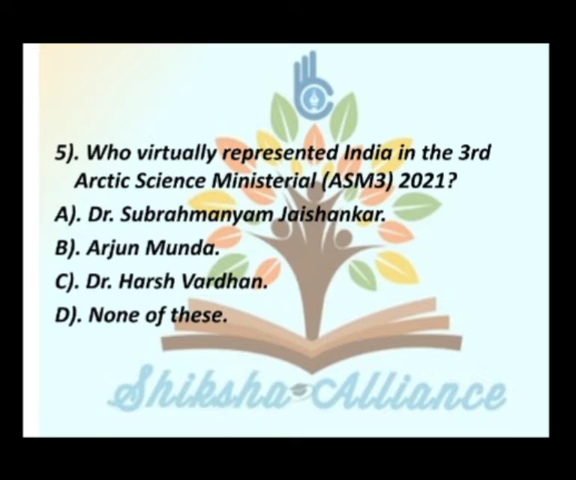 5). Who virtually represented India in the 3rd
Arctic Science Ministerial (ASM3) 2021?
A). Dr. Subrahmanyam Jaishankar.
B). Arjun Munda.
C). Dr. Harsh Vardhan.
D). None of these.
Shiksha Alliance